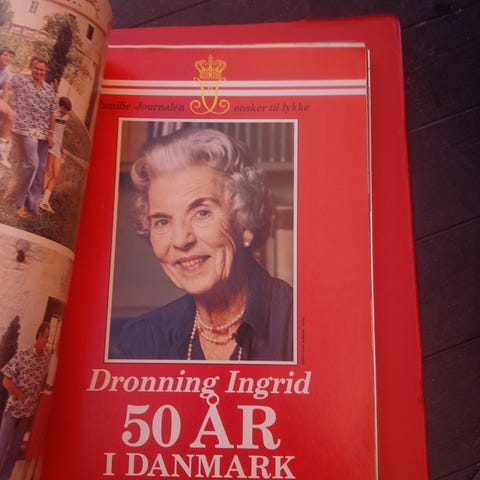 Familie Journalen ønsker til lykke
Dronning Ingrid
50 ÅR
I DANMARK